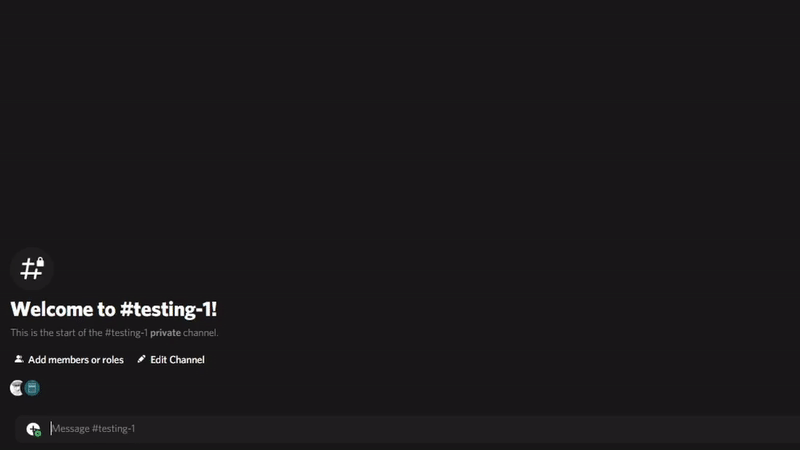 Welcome to #testing-1!
This is the start of the #testing-1 private channel.
Add members or roles Edit Channel
Message #testing-1